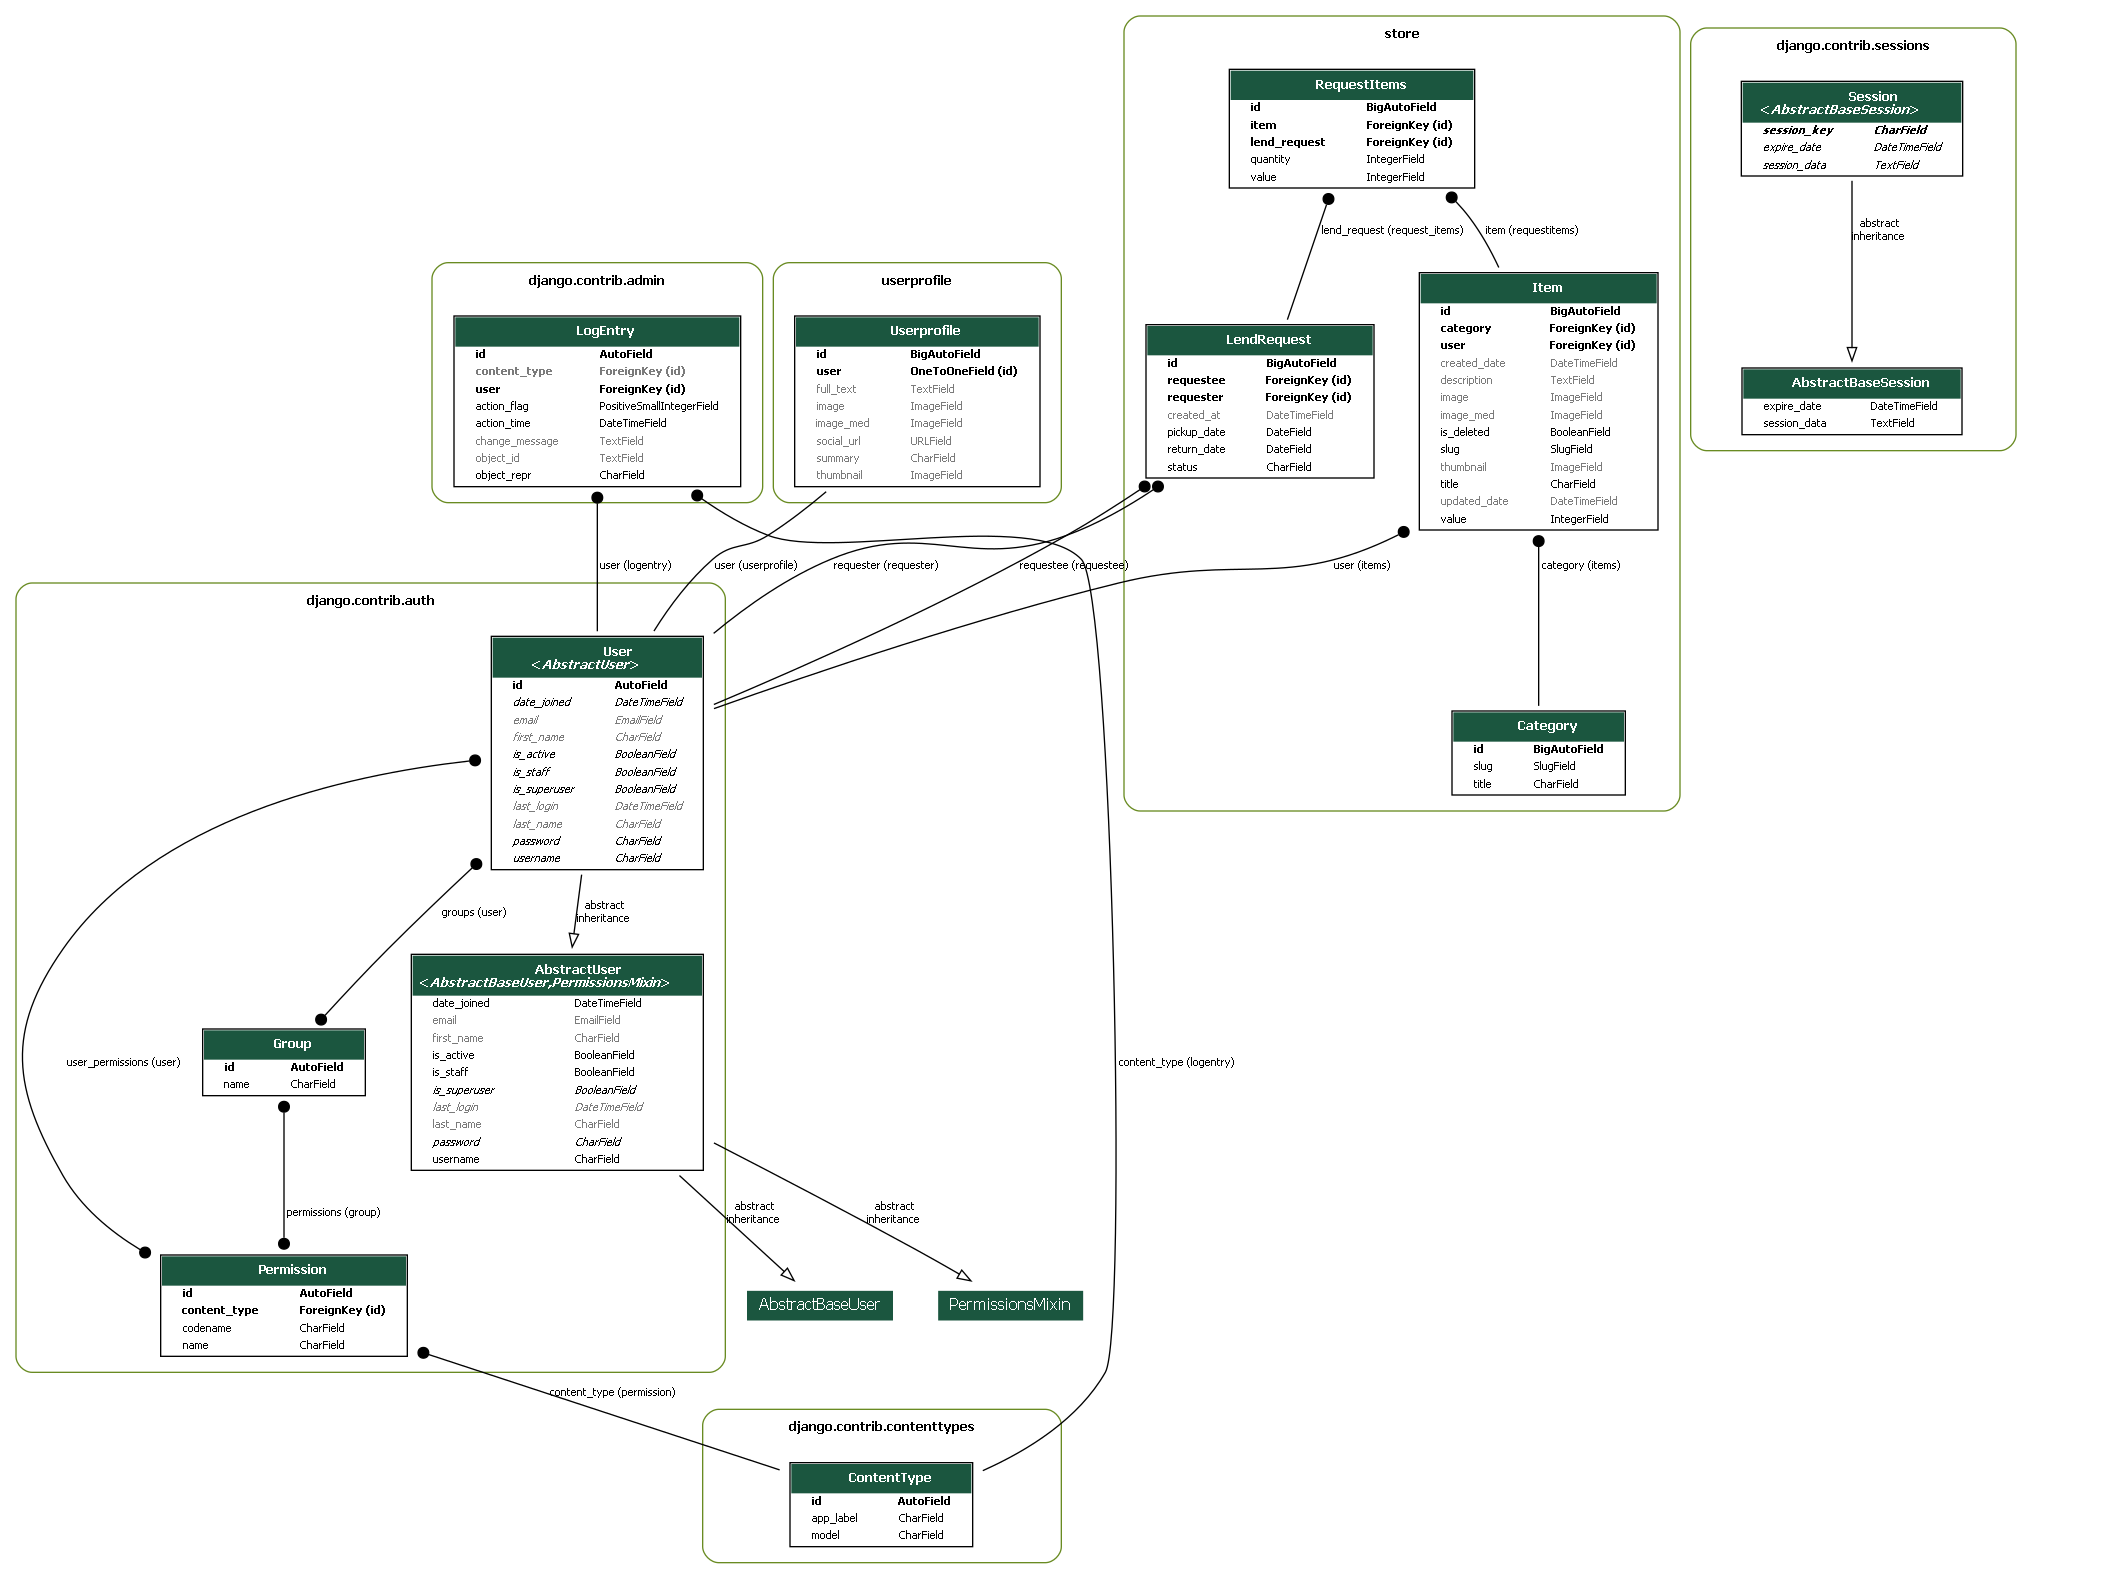 store
RequestItems
id BigAutoField
item ForeignKey (id)
lend_request ForeignKey (id)
quantity IntegerField
value IntegerField
lend_request (request_items)
item (requestitems)
LendRequest
id BigAutoField
requestee ForeignKey (id)
requester ForeignKey (id)
created_at DateTimeField
pickup_date DateField
return_date DateField
status CharField
Item
id BigAutoField
category ForeignKey (id)
user ForeignKey (id)
created_date DateTimeField
description TextField
image ImageField
image_med ImageField
is_deleted BooleanField
slug SlugField
thumbnail ImageField
title CharField
updated_date DateTimeField
value IntegerField
category (items)
Category
id BigAutoField
slug SlugField
title CharField
django.contrib.sessions
Session
<AbstractBaseSession>
session_key CharField
expire_date DateTimeField
session_data TextField
abstract
inheritance
AbstractBaseSession
expire_date DateTimeField
session_data TextField
django.contrib.admin
LogEntry
id AutoField
content_type ForeignKey (id)
user ForeignKey (id)
action_flag PositiveSmallIntegerField
action_time DateTimeField
change_message TextField
object_id TextField
object_repr CharField
userprofile
Userprofile
id BigAutoField
user OneToOneField (id)
full_text TextField
image ImageField
image_med ImageField
social_url URLField
summary CharField
thumbnail ImageField
user (logentry)
user (userprofile)
requester (requester)
requestee (requestee)
user (items)
django.contrib.auth
User
<AbstractUser>
id AutoField
date_joined DateTimeField
email EmailField
first_name CharField
is_active BooleanField
is_staff BooleanField
is_superuser BooleanField
last_login DateTimeField
last_name CharField
password CharField
username CharField
groups (user)
abstract
inheritance
AbstractUser
<AbstractBaseUser,PermissionsMixin>
date_joined DateTimeField
email EmailField
first_name CharField
is_active BooleanField
is_staff BooleanField
is_superuser BooleanField
last_login DateTimeField
last_name CharField
password CharField
username CharField
user_permissions (user)
Group
id AutoField
name CharField
content_type (logentry)
permissions (group)
abstract
inheritance
abstract
inheritance
Permission
id AutoField
content_type ForeignKey (id)
codename CharField
name CharField
AbstractBaseUser
PermissionsMixin
content_type (permission)
django.contrib.contenttypes
ContentType
id AutoField
app_label CharField
model CharField